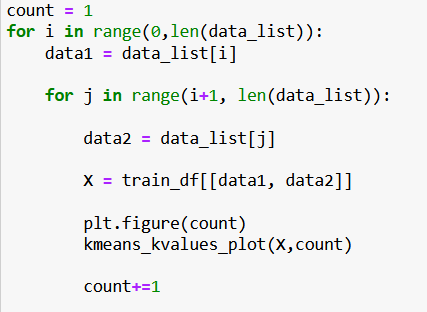 count = 1
for i in range(0,len(data_list)):
    data1 = data_list[i]
    for j in range(i+1, len(data_list)):
        data2 = data_list[j]
        X = train_df[[data1, data2]]
        plt.figure(count)
        kmeans_kvalues_plot(X,count)
        count+=1